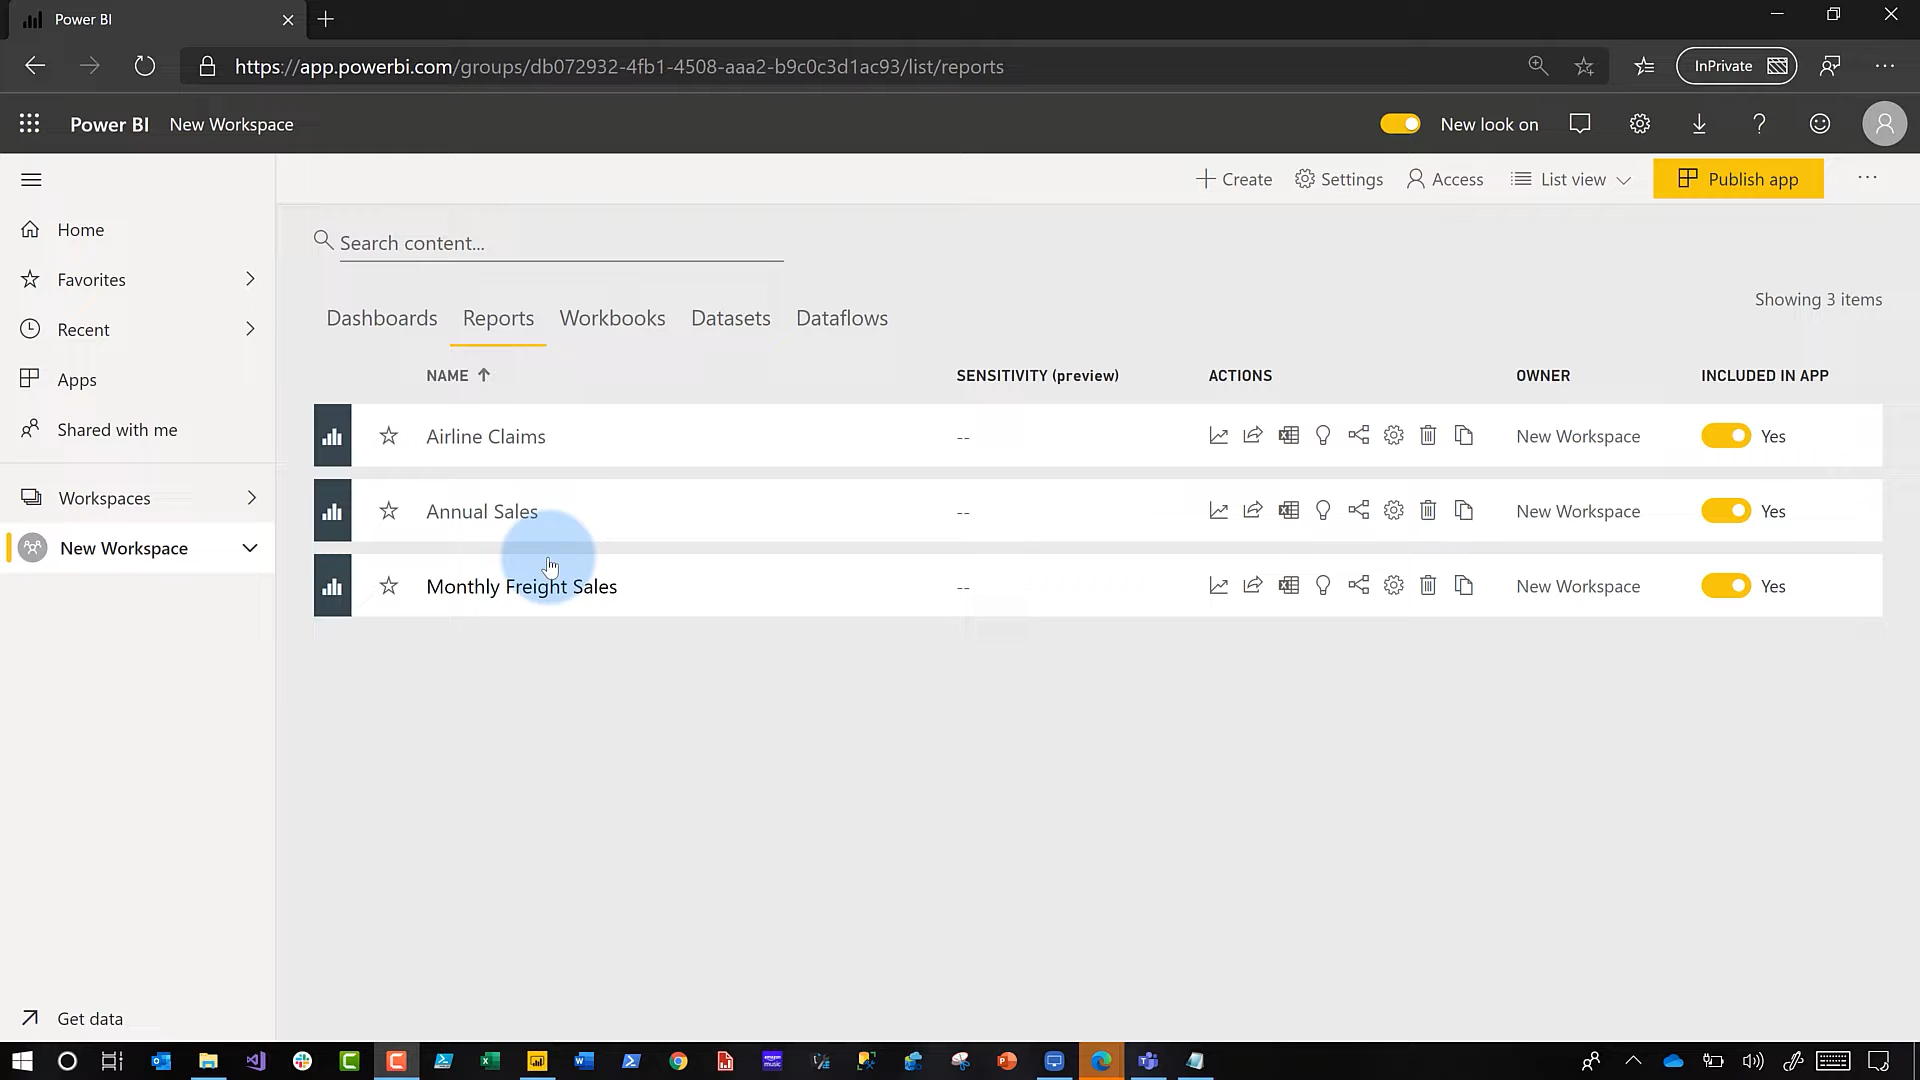 Power BI
https://app.powerbi.com/groups/db072932-4fb1-4508-aaa2-b9c0c3d1ac93/list/reports
InPrivate
Power BI New Workspace
New look on
Create Settings Access List view Publish app
Home
Favorites
Recent
Apps
Shared with me
Workspaces
New Workspace
Get data
Search content...
Showing 3 items
Dashboards Reports Workbooks Datasets Dataflows
NAME SENSITIVITY (preview) ACTIONS OWNER INCLUDED IN APP
Airline Claims -- New Workspace Yes
Annual Sales -- New Workspace Yes
Monthly Freight Sales -- New Workspace Yes